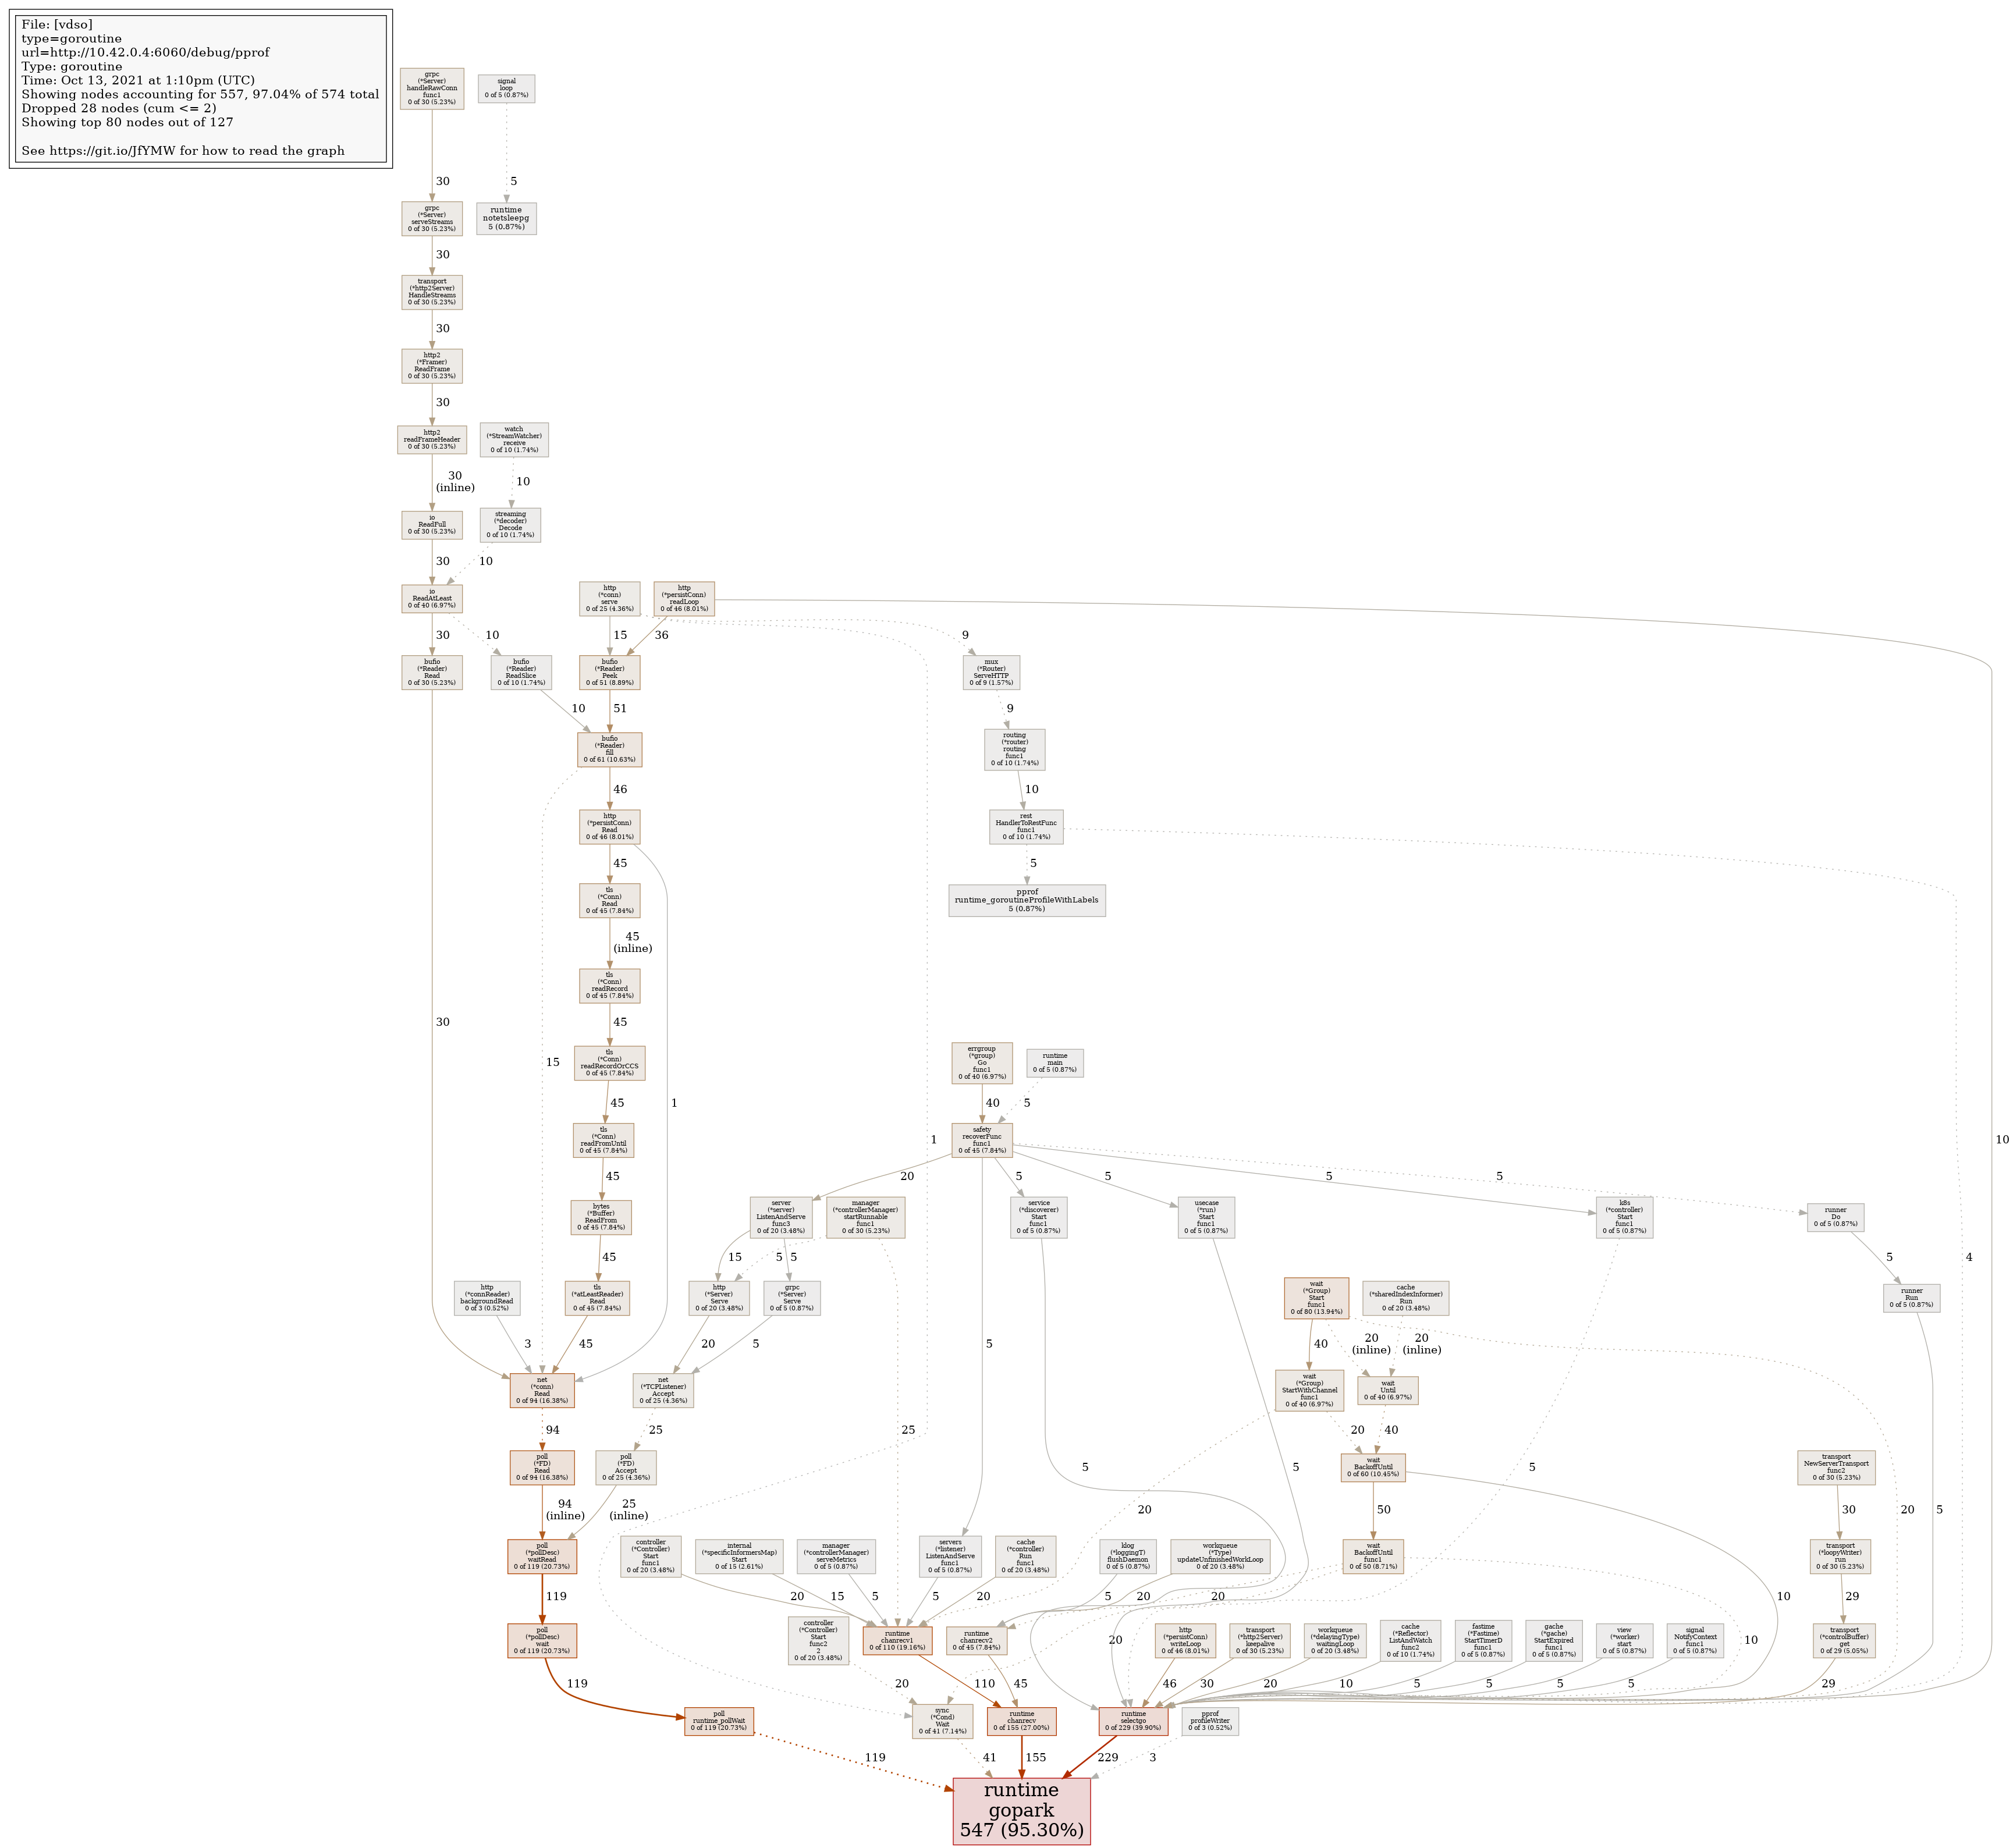 File: [vdso]
type=goroutine
url=http://10.42.0.4:6060/debug/pprof
Type: goroutine
Time: Oct 13, 2021 at 1:10pm (UTC)
Showing nodes accounting for 557, 97.04% of 574 total
Dropped 28 nodes (cum <= 2)
Showing top 80 nodes out of 127
See https://git.io/JfYMW for how to read the graph
grpc
(*Server)
handleRawConn
func1
0 of 30 (5.23%)
signal
loop
0 of 5 (0.87%)
30
5
grpc
(*Server)
serveStreams
0 of 30 (5.23%)
runtime
notetsleepg
5 (0.87%)
30
transport
(*http2Server)
HandleStreams
0 of 30 (5.23%)
30
http2
(*Framer)
ReadFrame
0 of 30 (5.23%)
30
http2
readFrameHeader
0 of 30 (5.23%)
watch
(*StreamWatcher)
receive
0 of 10 (1.74%)
30
(inline)
10
io
ReadFull
0 of 30 (5.23%)
streaming
(*decoder)
Decode
0 of 10 (1.74%)
30
10
io
ReadAtLeast
0 of 40 (6.97%)
http
(*conn)
serve
0 of 25 (4.36%)
http
(*persistConn)
readLoop
0 of 46 (8.01%)
30
10
15
36
9
bufio
(*Reader)
Read
0 of 30 (5.23%)
bufio
(*Reader)
ReadSlice
0 of 10 (1.74%)
bufio
(*Reader)
Peek
0 of 51 (8.89%)
mux
(*Router)
ServeHTTP
0 of 9 (1.57%)
10
51
9
bufio
(*Reader)
fill
0 of 61 (10.63%)
routing
(*router)
routing
func1
0 of 10 (1.74%)
46
10
http
(*persistConn)
Read
0 of 46 (8.01%)
rest
HandlerToRestFunc
func1
0 of 10 (1.74%)
45
5
tls
(*Conn)
Read
0 of 45 (7.84%)
pprof
runtime_goroutineProfileWithLabels
5 (0.87%)
45
(inline)
tls
(*Conn)
readRecord
0 of 45 (7.84%)
30
45
15
tls
(*Conn)
readRecordOrCCS
0 of 45 (7.84%)
errgroup
(*group)
Go
func1
0 of 40 (6.97%)
runtime
main
0 of 5 (0.87%)
45
1
40
5
tls
(*Conn)
readFromUntil
0 of 45 (7.84%)
1
safety
recoverFunc
func1
0 of 45 (7.84%)
10
45
20
5
5
5
5
bytes
(*Buffer)
ReadFrom
0 of 45 (7.84%)
server
(*server)
ListenAndServe
func3
0 of 20 (3.48%)
manager
(*controllerManager)
startRunnable
func1
0 of 30 (5.23%)
service
(*discoverer)
Start
func1
0 of 5 (0.87%)
usecase
(*run)
Start
func1
0 of 5 (0.87%)
k8s
(*controller)
Start
func1
0 of 5 (0.87%)
runner
Do
0 of 5 (0.87%)
45
15
5
5
5
4
http
(*connReader)
backgroundRead
0 of 3 (0.52%)
tls
(*atLeastReader)
Read
0 of 45 (7.84%)
http
(*Server)
Serve
0 of 20 (3.48%)
grpc
(*Server)
Serve
0 of 5 (0.87%)
wait
(*Group)
Start
func1
0 of 80 (13.94%)
cache
(*sharedIndexInformer)
Run
0 of 20 (3.48%)
runner
Run
0 of 5 (0.87%)
3
45
20
5
5
40
20
(inline)
20
(inline)
net
(*conn)
Read
0 of 94 (16.38%)
net
(*TCPListener)
Accept
0 of 25 (4.36%)
wait
(*Group)
StartWithChannel
func1
0 of 40 (6.97%)
wait
Until
0 of 40 (6.97%)
94
25
25
20
40
poll
(*FD)
Read
0 of 94 (16.38%)
poll
(*FD)
Accept
0 of 25 (4.36%)
5
5
5
wait
BackoffUntil
0 of 60 (10.45%)
transport
NewServerTransport
func2
0 of 30 (5.23%)
94
(inline)
25
(inline)
20
50
30
20
5
poll
(*pollDesc)
waitRead
0 of 119 (20.73%)
controller
(*Controller)
Start
func1
0 of 20 (3.48%)
internal
(*specificInformersMap)
Start
0 of 15 (2.61%)
manager
(*controllerManager)
serveMetrics
0 of 5 (0.87%)
servers
(*listener)
ListenAndServe
func1
0 of 5 (0.87%)
cache
(*controller)
Run
func1
0 of 20 (3.48%)
klog
(*loggingT)
flushDaemon
0 of 5 (0.87%)
workqueue
(*Type)
updateUnfinishedWorkLoop
0 of 20 (3.48%)
wait
BackoffUntil
func1
0 of 50 (8.71%)
transport
(*loopyWriter)
run
0 of 30 (5.23%)
119
20
15
5
5
20
5
20
20
10
29
poll
(*pollDesc)
wait
0 of 119 (20.73%)
controller
(*Controller)
Start
func2
2
0 of 20 (3.48%)
runtime
chanrecv1
0 of 110 (19.16%)
runtime
chanrecv2
0 of 45 (7.84%)
20
http
(*persistConn)
writeLoop
0 of 46 (8.01%)
transport
(*http2Server)
keepalive
0 of 30 (5.23%)
workqueue
(*delayingType)
waitingLoop
0 of 20 (3.48%)
cache
(*Reflector)
ListAndWatch
func2
0 of 10 (1.74%)
fastime
(*Fastime)
StartTimerD
func1
0 of 5 (0.87%)
gache
(*gache)
StartExpired
func1
0 of 5 (0.87%)
view
(*worker)
start
0 of 5 (0.87%)
signal
NotifyContext
func1
0 of 5 (0.87%)
10
transport
(*controlBuffer)
get
0 of 29 (5.05%)
119
20
110
45
46
30
20
10
5
5
5
5
29
poll
runtime_pollWait
0 of 119 (20.73%)
sync
(*Cond)
Wait
0 of 41 (7.14%)
runtime
chanrecv
0 of 155 (27.00%)
runtime
selectgo
0 of 229 (39.90%)
pprof
profileWriter
0 of 3 (0.52%)
119
41
155
229
3
runtime
gopark
547 (95.30%)